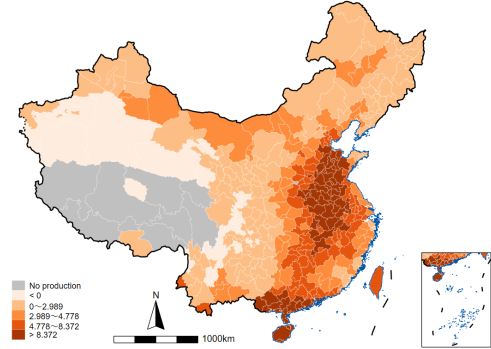 N
No production
< 0
0~2.989
2.989~4.778
4.778~8.372
> 8.372
1000km